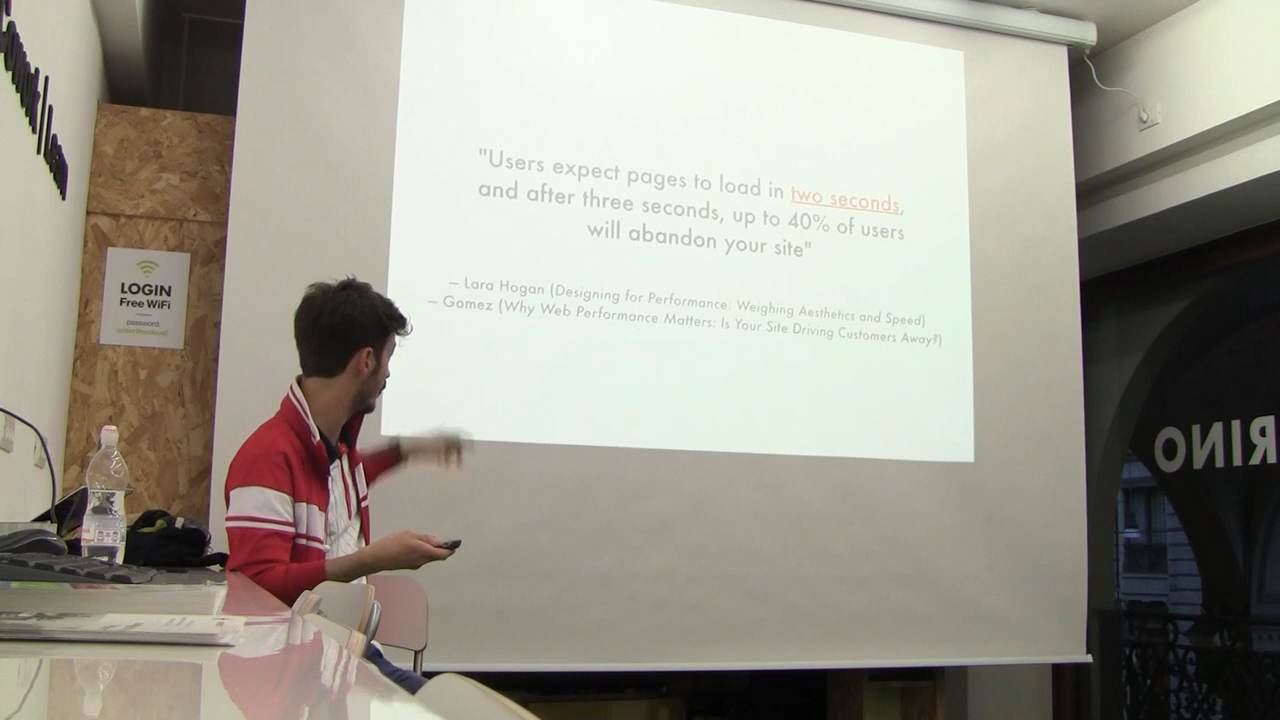 LOGIN
Free WiFi
password:
"Users expect pages to load in two seconds,
and after three seconds, up to 40% of users
will abandon your site"
– Lara Hogan (Designing for Performance: Weighing Aesthetics and Speed)
– Gomez (Why Web Performance Matters: Is Your Site Driving Customers Away?)
RINO